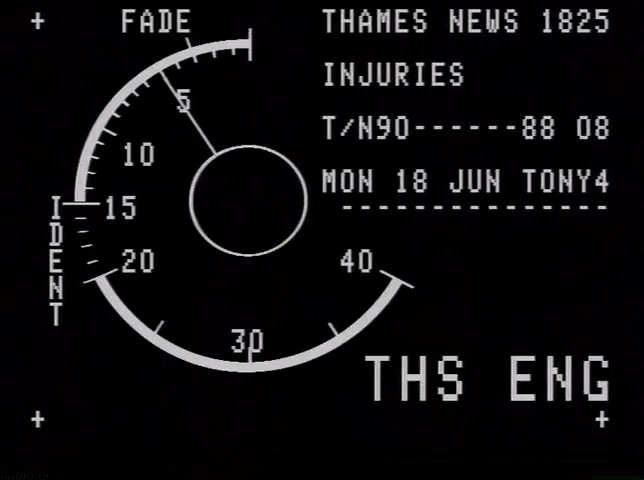 FADE
THAMES NEWS 1825
INJURIES
T/N90------88 08
MON 18 JUN TONY4
---------------
5
10
15
20
30
40
IDENT
THS ENG